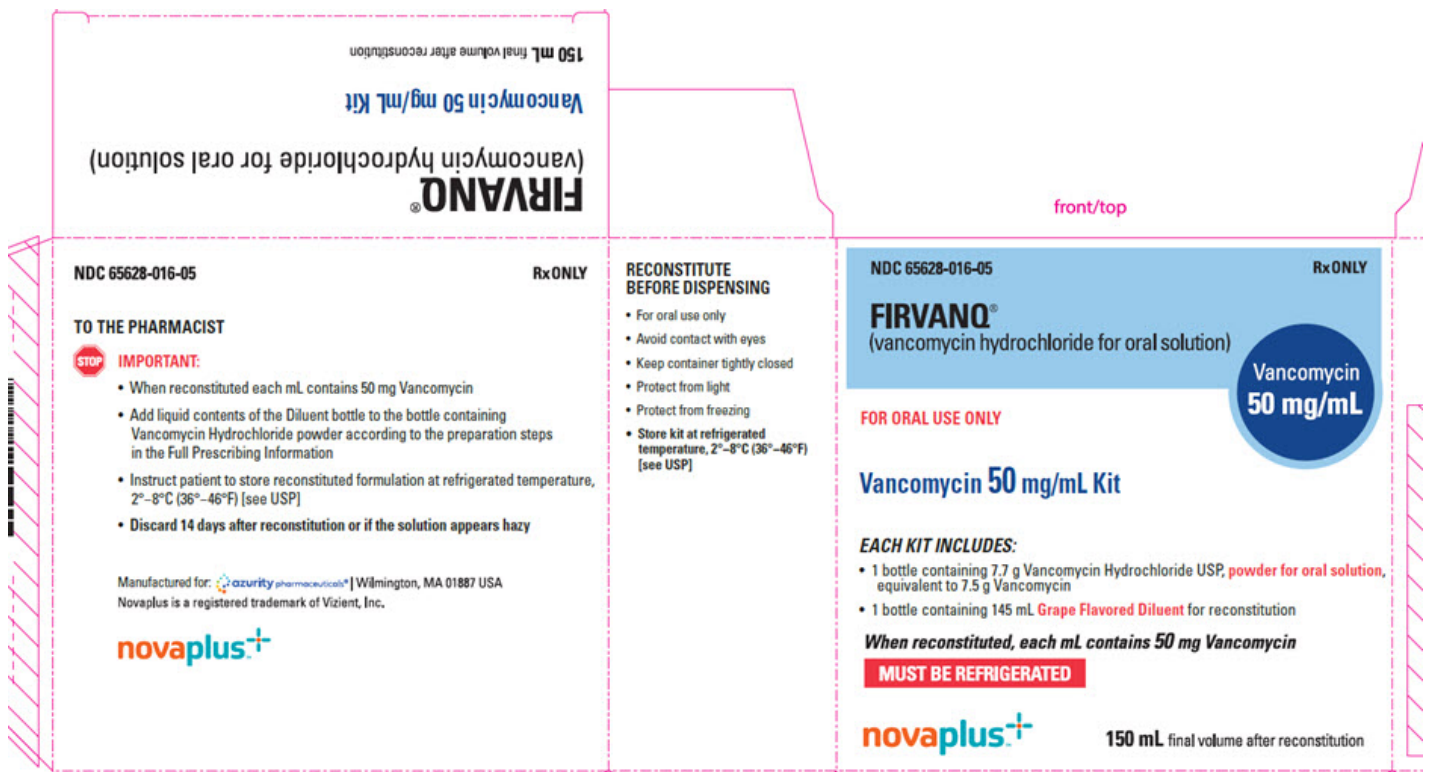 150 mL final volume after reconstitution
Vancomycin 50 mg/mL Kit
(vancomycin hydrochloride for oral solution)
FIRVANQ®
NDC 65628-016-05 Rx ONLY
TO THE PHARMACIST
STOP IMPORTANT:
• When reconstituted each mL contains 50 mg Vancomycin
• Add liquid contents of the Diluent bottle to the bottle containing
Vancomycin Hydrochloride powder according to the preparation steps
in the Full Prescribing Information
• Instruct patient to store reconstituted formulation at refrigerated temperature,
2°–8°C (36°–46°F) [see USP]
• Discard 14 days after reconstitution or if the solution appears hazy
Manufactured for: azurity pharmaceuticals® | Wilmington, MA 01887 USA
Novaplus is a registered trademark of Vizient, Inc.
novaplus™
RECONSTITUTE
BEFORE DISPENSING
• For oral use only
• Avoid contact with eyes
• Keep container tightly closed
• Protect from light
• Protect from freezing
• Store kit at refrigerated
temperature, 2°–8°C (36°–46°F)
[see USP]
front/top
NDC 65628-016-05 Rx ONLY
FIRVANQ®
(vancomycin hydrochloride for oral solution)
Vancomycin
50 mg/mL
FOR ORAL USE ONLY
Vancomycin 50 mg/mL Kit
EACH KIT INCLUDES:
• 1 bottle containing 7.7 g Vancomycin Hydrochloride USP, powder for oral solution,
equivalent to 7.5 g Vancomycin
• 1 bottle containing 145 mL Grape Flavored Diluent for reconstitution
When reconstituted, each mL contains 50 mg Vancomycin
MUST BE REFRIGERATED
novaplus™
150 mL final volume after reconstitution